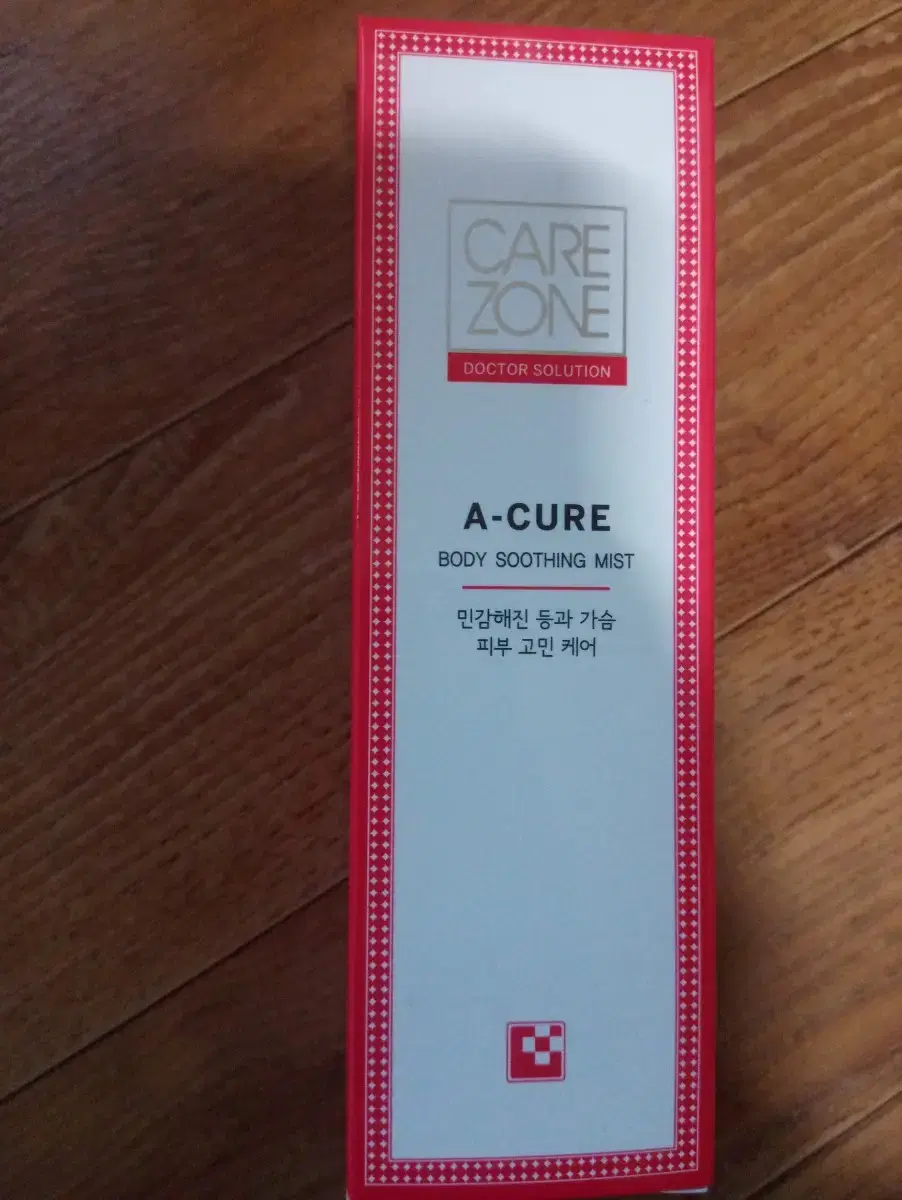 CARE
ZONE
DOCTOR SOLUTION
A-CURE
BODY SOOTHING MIST
민감해진 등과 가슴
피부 고민 케어